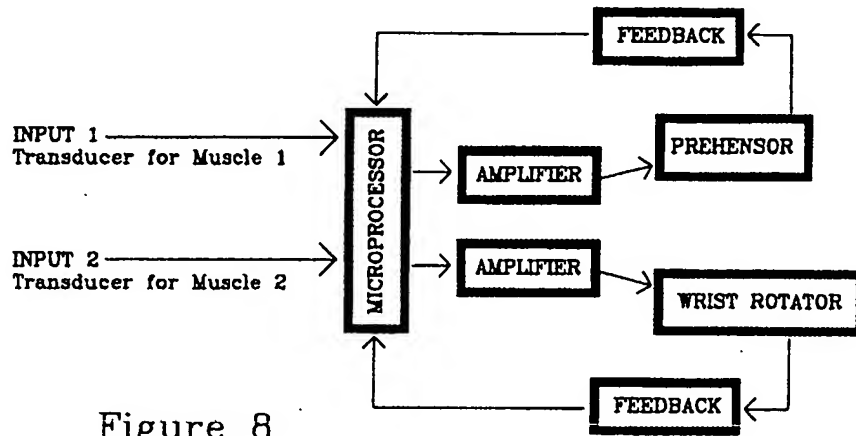 FEEDBACK
INPUT 1
Transducer for Muscle 1
MICROPROCESSOR
AMPLIFIER
PREHENSOR
INPUT 2
Transducer for Muscle 2
AMPLIFIER
WRIST ROTATOR
FEEDBACK
Figure 8